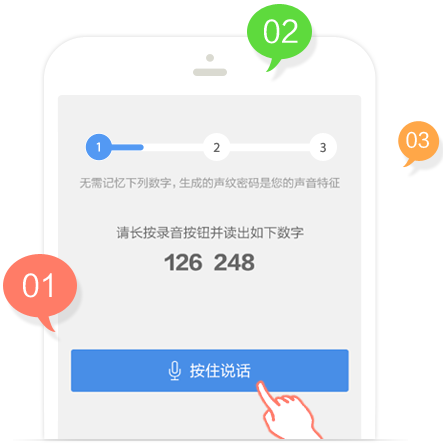 02
03
1 2 3
无需记忆下列数字,生成的声纹密码是您的声音特征
请长按录音按钮并读出如下数字
126 248
01
按住说话